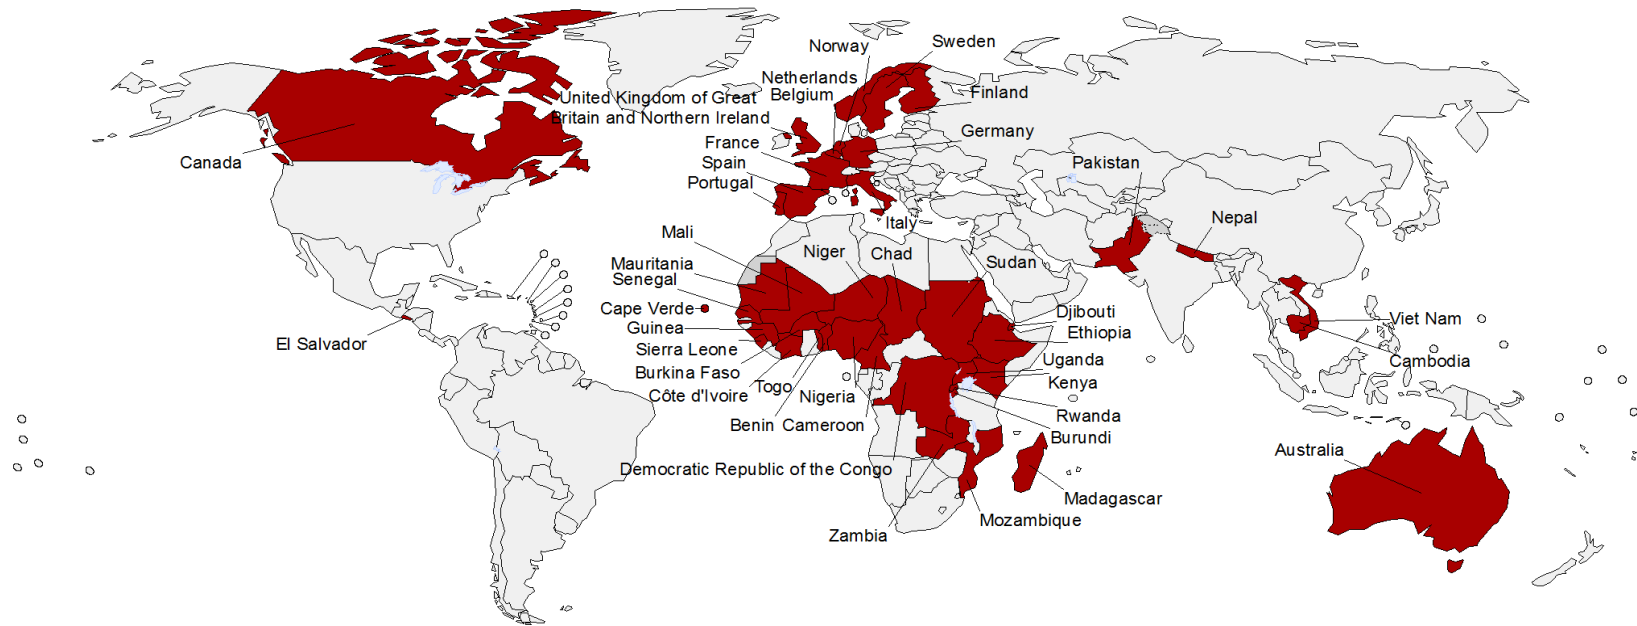 Norway
Sweden
Netherlands
Belgium
United Kingdom of Great
Britain and Northern Ireland
Finland
Germany
France
Spain
Portugal
Canada
Pakistan
Italy
Nepal
Mali
Niger
Chad
Sudan
Mauritania
Senegal
Cape Verde
Guinea
Sierra Leone
Burkina Faso
Côte d'Ivoire
Togo
Nigeria
Benin
Cameroon
Djibouti
Ethiopia
Uganda
Kenya
Rwanda
Burundi
El Salvador
Viet Nam
Cambodia
Democratic Republic of the Congo
Australia
Madagascar
Mozambique
Zambia